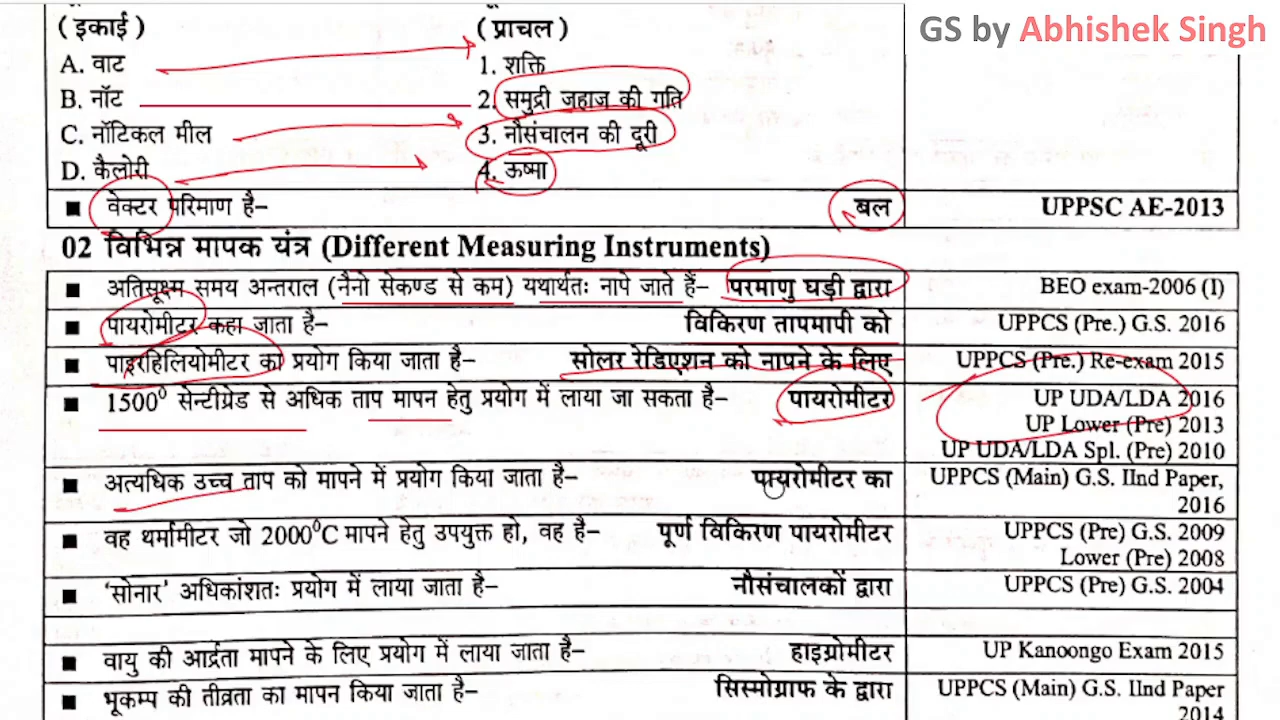 GS by Abhishek Singh
(इकाई) (प्राचल)
A. वाट 1. शक्ति
B. नॉट 2. समुद्री जहाज की गति
C. नॉटिकल मील 3. नौसंचालन की दूरी
D. कैलोरी 4. ऊष्मा
■ वेक्टर परिमाण है– बल UPPSC AE-2013
02 विभिन्न मापक यंत्र (Different Measuring Instruments)
■ अतिसूक्ष्म समय अन्तराल (नैनो सेकण्ड से कम) यथार्थतः नापे जाते हैं– परमाणु घड़ी द्वारा BEO exam-2006 (I)
■ पायरोमीटर कहा जाता है– विकिरण तापमापी को UPPCS (Pre.) G.S. 2016
■ पाइरहिलियोमीटर का प्रयोग किया जाता है– सोलर रेडिएशन को नापने के लिए UPPCS (Pre.) Re-exam 2015
■ 1500⁰ सेन्टीग्रेड से अधिक ताप मापन हेतु प्रयोग में लाया जा सकता है– पायरोमीटर UP UDA/LDA 2016
UP Lower (Pre) 2013
UP UDA/LDA Spl. (Pre) 2010
■ अत्यधिक उच्च ताप को मापने में प्रयोग किया जाता है– पायरोमीटर का UPPCS (Main) G.S. IInd Paper,
2016
■ वह थर्मामीटर जो 2000⁰C मापने हेतु उपयुक्त हो, वह है– पूर्ण विकिरण पायरोमीटर UPPCS (Pre) G.S. 2009
Lower (Pre) 2008
■ ‘सोनार’ अधिकांशतः प्रयोग में लाया जाता है– नौसंचालकों द्वारा UPPCS (Pre) G.S. 2004
■ वायु की आर्द्रता मापने के लिए प्रयोग में लाया जाता है– हाइग्रोमीटर UP Kanoongo Exam 2015
■ भूकम्प की तीव्रता का मापन किया जाता है– सिस्मोग्राफ के द्वारा UPPCS (Main) G.S. IInd Paper
2014